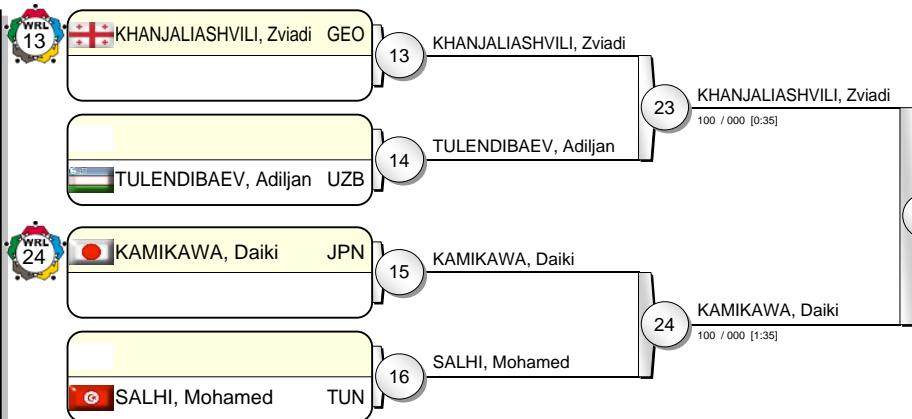 WRL
13
KHANJALIASHVILI, Zviadi GEO
13
KHANJALIASHVILI, Zviadi
23
KHANJALIASHVILI, Zviadi
100 / 000 [0:35]
TULENDIBAEV, Adiljan UZB
14
TULENDIBAEV, Adiljan
WRL
24
KAMIKAWA, Daiki JPN
15
KAMIKAWA, Daiki
24
KAMIKAWA, Daiki
100 / 000 [1:35]
SALHI, Mohamed TUN
16
SALHI, Mohamed